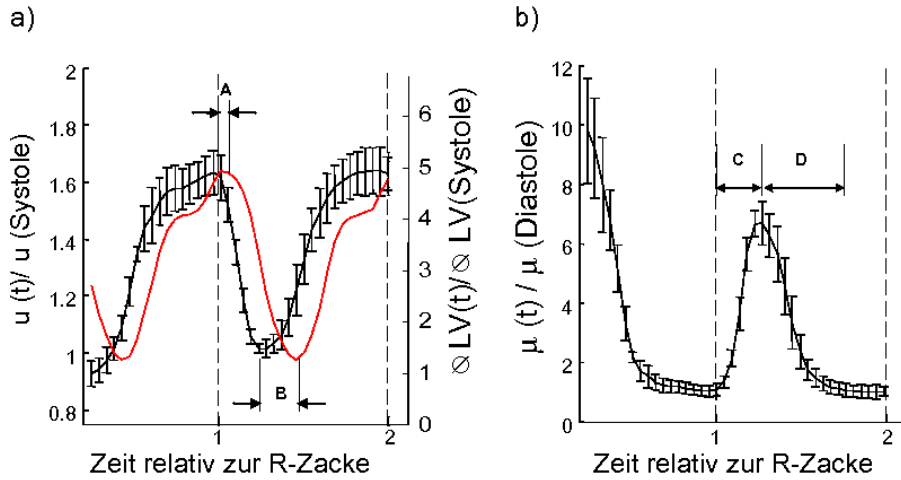 a)
b)
u (t)/ u (Systole)
2
1.8
1.6
1.4
1.2
1.0
0.8
A
B
1
2
Zeit relativ zur R-Zacke
6
5
4
3
2
1
0
∅ LV(t)/∅ LV(Systole)
μ (t) / μ (Diastole)
12
10
8
6
4
2
0
C
D
1
2
Zeit relativ zur R-Zacke